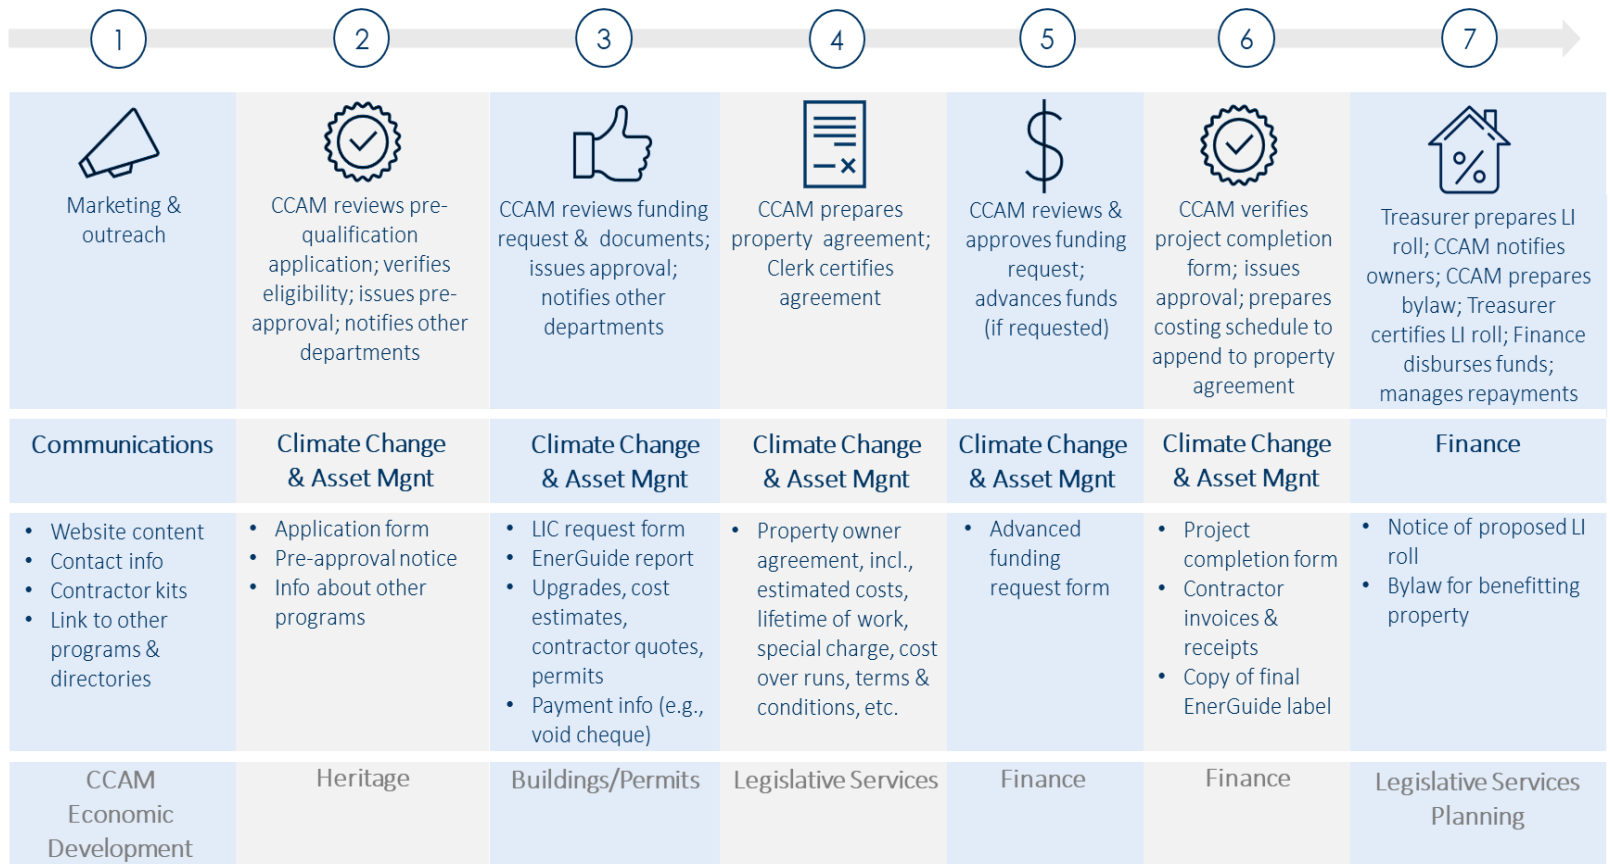 1
2
3
4
5
6
7
Marketing &
outreach
CCAM reviews pre-
qualification
application; verifies
eligibility; issues pre-
approval; notifies other
departments
CCAM reviews funding
request & documents;
issues approval;
notifies other
departments
CCAM prepares
property agreement;
Clerk certifies
agreement
CCAM reviews &
approves funding
request;
advances funds
(if requested)
CCAM verifies
project completion
form; issues
approval; prepares
costing schedule to
append to property
agreement
Treasurer prepares LI
roll; CCAM notifies
owners; CCAM prepares
bylaw; Treasurer
certifies LI roll; Finance
disburses funds;
manages repayments
Communications
Climate Change
& Asset Mgnt
Climate Change
& Asset Mgnt
Climate Change
& Asset Mgnt
Climate Change
& Asset Mgnt
Climate Change
& Asset Mgnt
Finance
• Website content
• Contact info
• Contractor kits
• Link to other
programs &
directories
• Application form
• Pre-approval notice
• Info about other
programs
• LIC request form
• EnerGuide report
• Upgrades, cost
estimates,
contractor quotes,
permits
• Payment info (e.g.,
void cheque)
• Property owner
agreement, incl.,
estimated costs,
lifetime of work,
special charge, cost
over runs, terms &
conditions, etc.
• Advanced
funding
request form
• Project
completion form
• Contractor
invoices &
receipts
• Copy of final
EnerGuide label
• Notice of proposed LI
roll
• Bylaw for benefitting
property
CCAM
Economic
Development
Heritage
Buildings/Permits
Legislative Services
Finance
Finance
Legislative Services
Planning